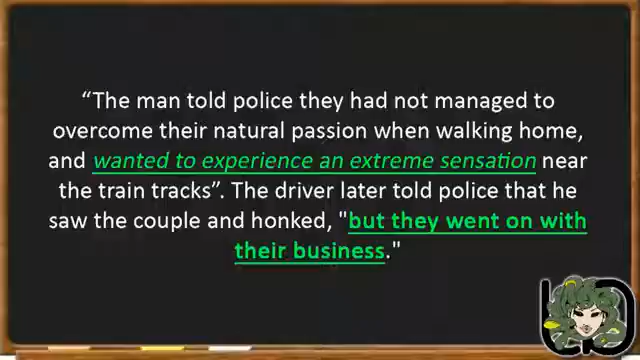 “The man told police they had not managed to
overcome their natural passion when walking home,
and wanted to experience an extreme sensation near
the train tracks”. The driver later told police that he
saw the couple and honked, "but they went on with
their business."